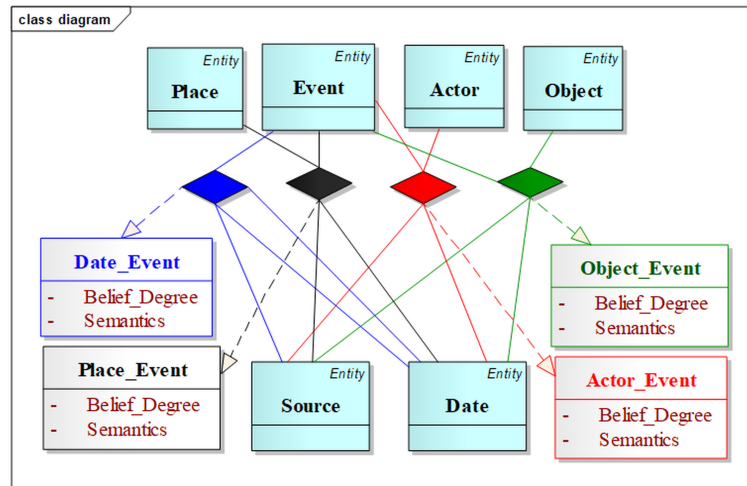 class diagram
Entity
Place
Entity
Event
Entity
Actor
Entity
Object
Date_Event
- Belief_Degree
- Semantics
Object_Event
- Belief_Degree
- Semantics
Place_Event
- Belief_Degree
- Semantics
Entity
Source
Entity
Date
Actor_Event
- Belief_Degree
- Semantics